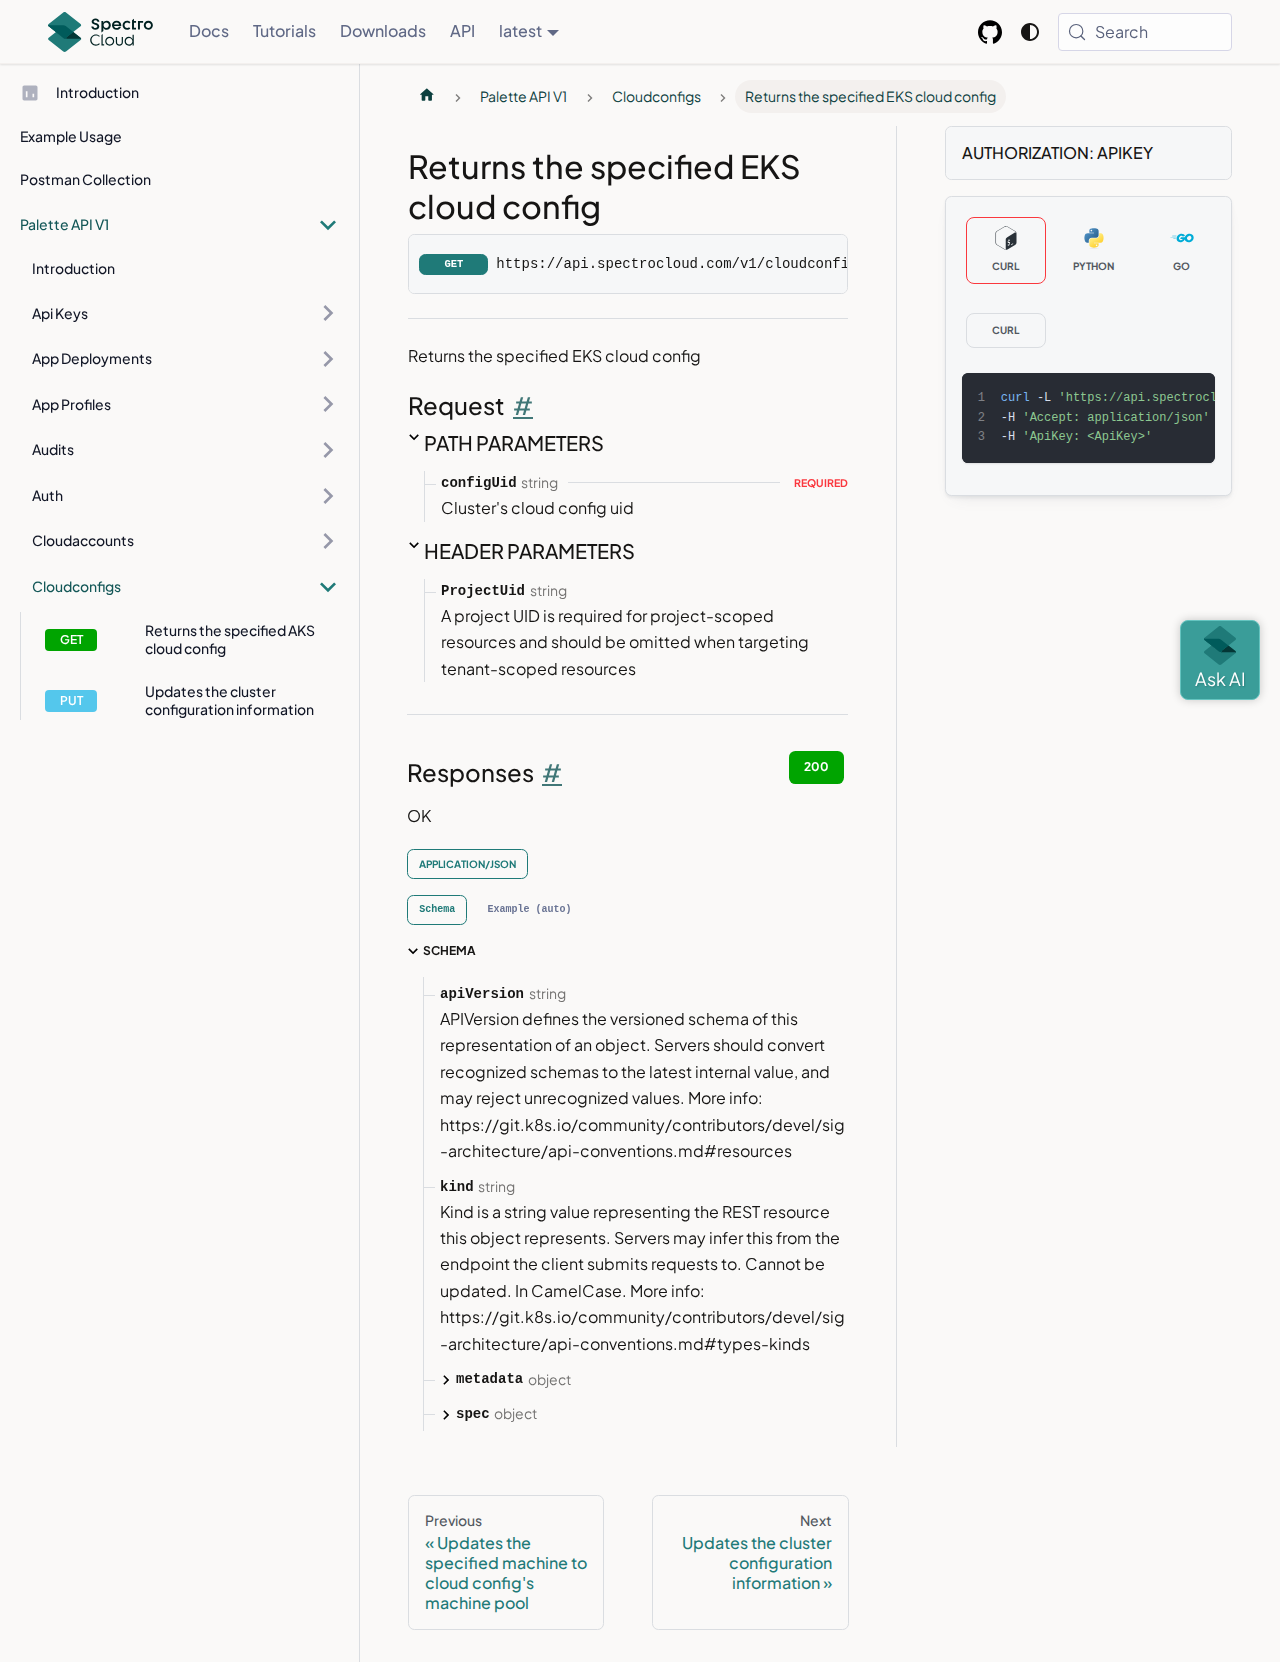 Spectro
Cloud
Docs
Tutorials
Downloads
API
latest
Search
Introduction
Example Usage
Postman Collection
Palette API V1
Introduction
Api Keys
App Deployments
App Profiles
Audits
Auth
Cloudaccounts
Cloudconfigs
GET
Returns the specified AKS
cloud config
PUT
Updates the cluster
configuration information
Palette API V1
Cloudconfigs
Returns the specified EKS cloud config
Returns the specified EKS
cloud config
GET
https://api.spectrocloud.com/v1/cloudconfi
Returns the specified EKS cloud config
Request #
PATH PARAMETERS
configUid string
REQUIRED
Cluster's cloud config uid
HEADER PARAMETERS
ProjectUid string
A project UID is required for project-scoped
resources and should be omitted when targeting
tenant-scoped resources
Responses #
200
OK
APPLICATION/JSON
Schema
Example (auto)
SCHEMA
apiVersion string
APIVersion defines the versioned schema of this
representation of an object. Servers should convert
recognized schemas to the latest internal value, and
may reject unrecognized values. More info:
https://git.k8s.io/community/contributors/devel/sig
-architecture/api-conventions.md#resources
kind string
Kind is a string value representing the REST resource
this object represents. Servers may infer this from the
endpoint the client submits requests to. Cannot be
updated. In CamelCase. More info:
https://git.k8s.io/community/contributors/devel/sig
-architecture/api-conventions.md#types-kinds
metadata object
spec object
Previous
« Updates the
specified machine to
cloud config's
machine pool
Next
Updates the cluster
configuration
information »
AUTHORIZATION: APIKEY
CURL
PYTHON
GO
GO
CURL
1 curl -L 'https://api.spectrocl
2 -H 'Accept: application/json'
3 -H 'ApiKey: <ApiKey>'
Ask AI